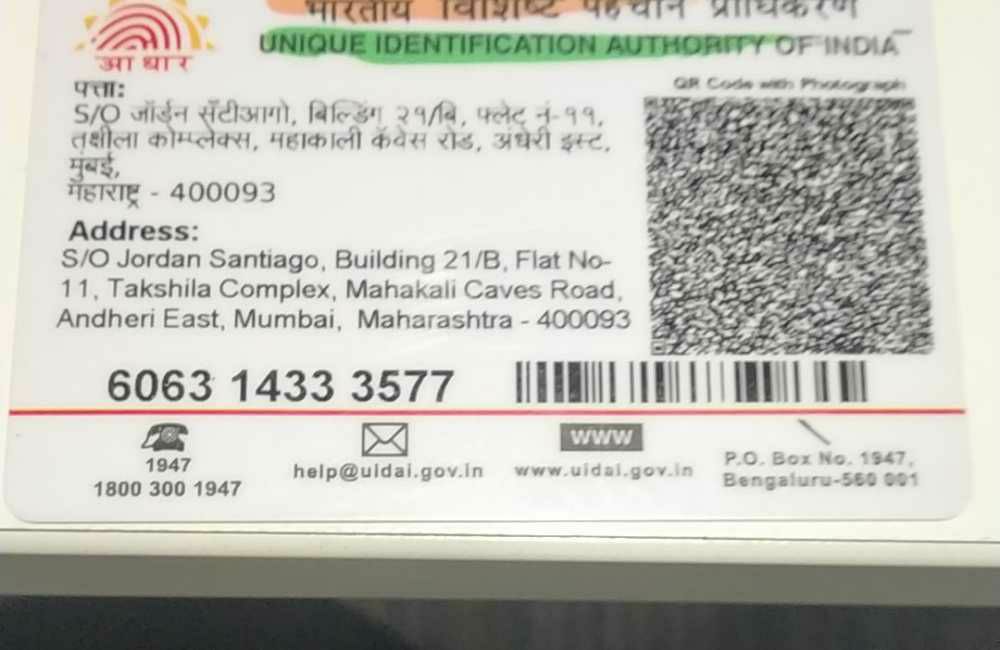 भारतीय विशिष्ट पहचान प्राधिकरण
UNIQUE IDENTIFICATION AUTHORITY OF INDIA
आधार
QR Code with Photograph
पत्ता:
S/O जॉर्डन सँटीआगो, बिल्डिंग २१/बि, फ्लेट नं-११,
तक्षीला कोम्प्लेक्स, महाकाली कॅवेस रोड, अंधेरी इस्ट,
मुंबई,
महाराष्ट्र - 400093
Address:
S/O Jordan Santiago, Building 21/B, Flat No-
11, Takshila Complex, Mahakali Caves Road,
Andheri East, Mumbai, Maharashtra - 400093
6063 1433 3577
1947
1800 300 1947
help@uidai.gov.in
www
www.uidai.gov.in
P.O. Box No. 1947,
Bengaluru-560 001